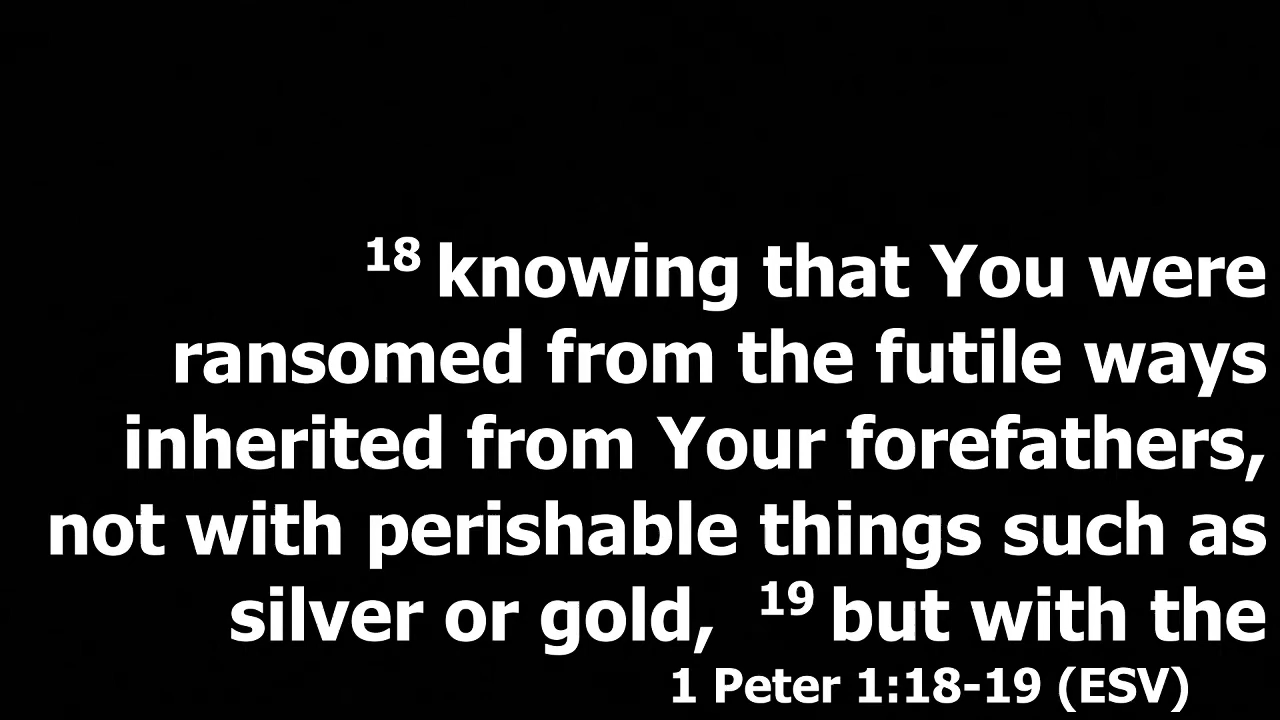 18 knowing that You were
ransomed from the futile ways
inherited from Your forefathers,
not with perishable things such as
silver or gold, 19 but with the
1 Peter 1:18-19 (ESV)